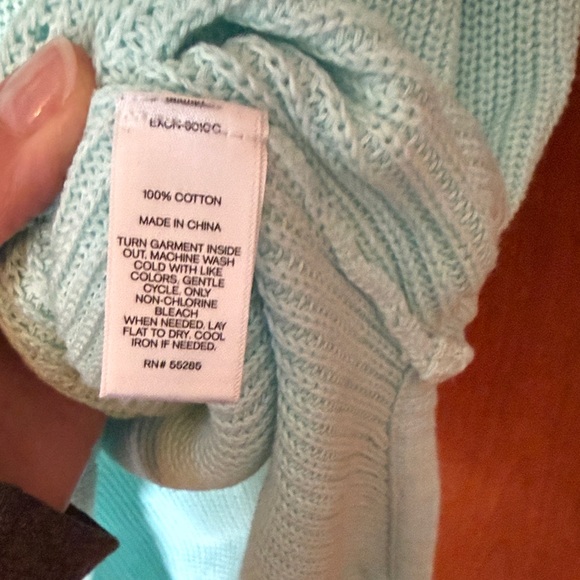 100% COTTON
MADE IN CHINA
TURN GARMENT INSIDE
OUT. MACHINE WASH
COLD WITH LIKE
COLORS, GENTLE
CYCLE. ONLY
NON-CHLORINE
BLEACH
WHEN NEEDED. LAY
FLAT TO DRY. COOL
IRON IF NEEDED.
RN# 55285